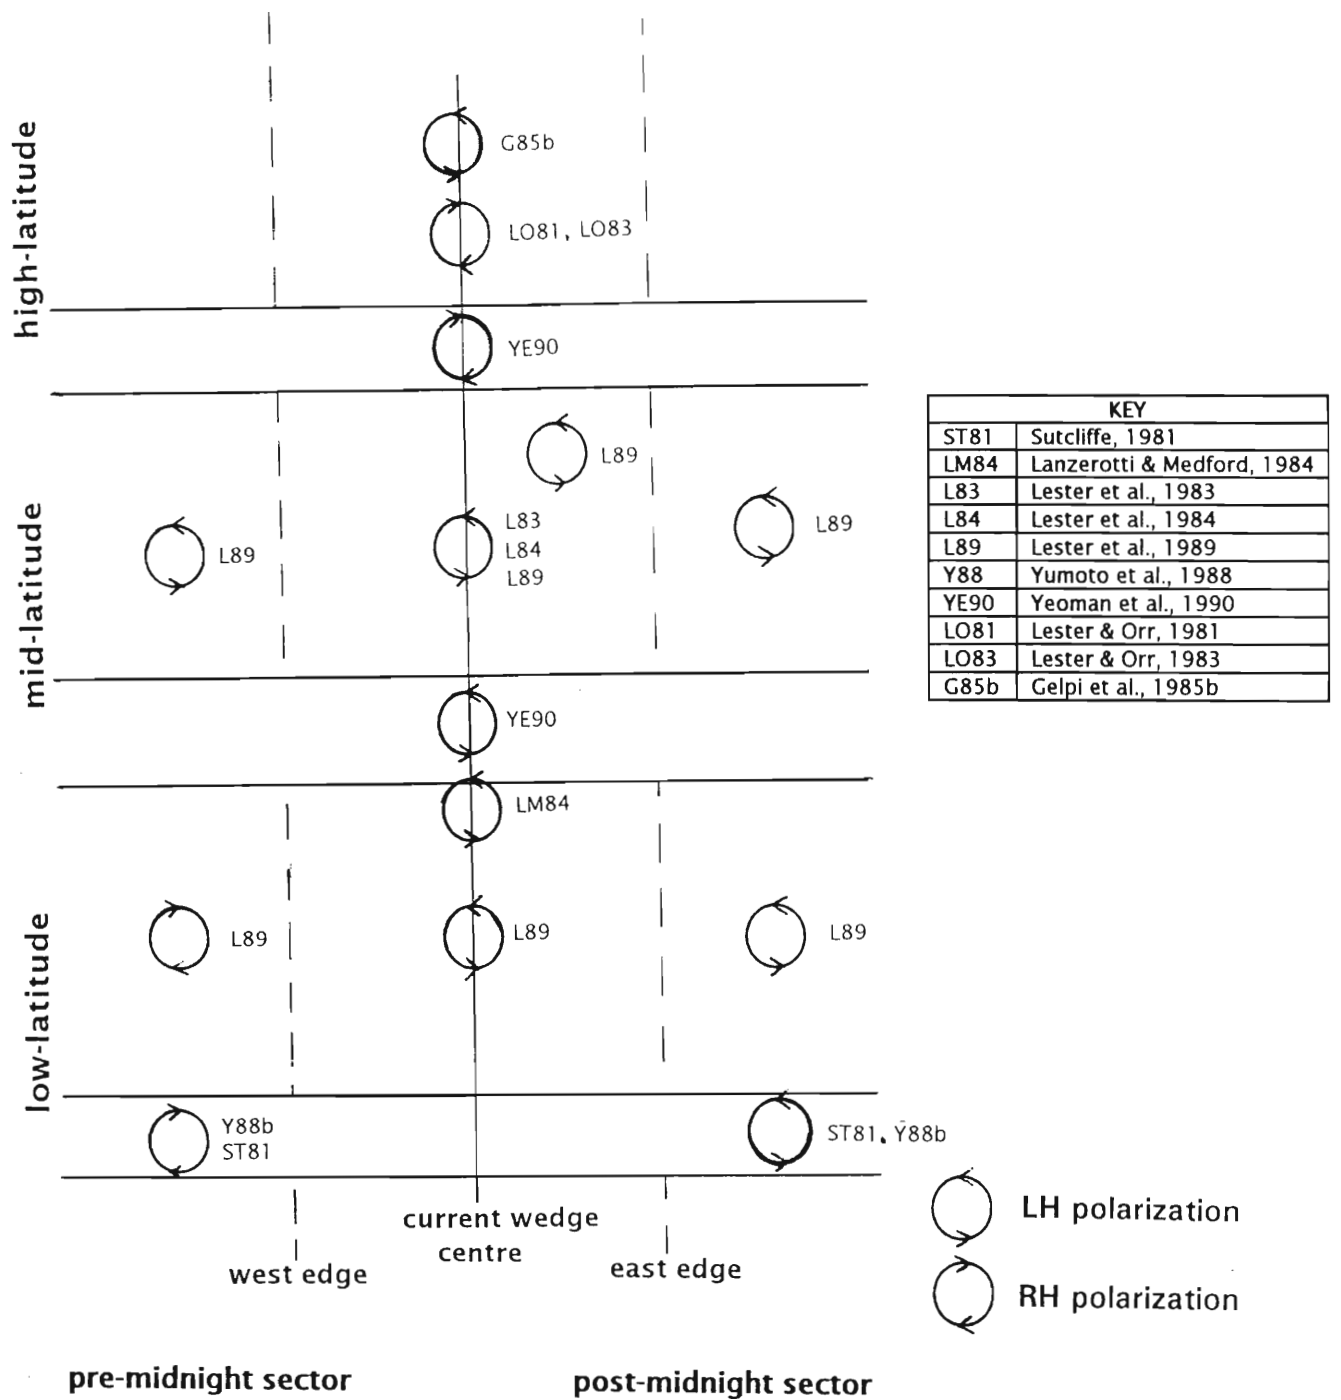 high-latitude
G85b
LO81, LO83
YE90
mid-latitude
L89
L89
L83
L84
L89
L89
YE90
low-latitude
LM84
L89
L89
L89
Y88b
ST81
ST81, Y88b
current wedge
centre
west edge
east edge
pre-midnight sector
post-midnight sector
KEY
ST81 Sutcliffe, 1981
LM84 Lanzerotti & Medford, 1984
L83 Lester et al., 1983
L84 Lester et al., 1984
L89 Lester et al., 1989
Y88 Yumoto et al., 1988
YE90 Yeoman et al., 1990
LO81 Lester & Orr, 1981
LO83 Lester & Orr, 1983
G85b Gelpi et al., 1985b
LH polarization
RH polarization